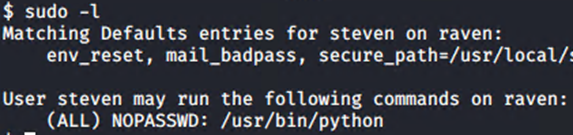 $ sudo -l
Matching Defaults entries for steven on raven:
env_reset, mail_badpass, secure_path=/usr/local/s
User steven may run the following commands on raven:
(ALL) NOPASSWD: /usr/bin/python